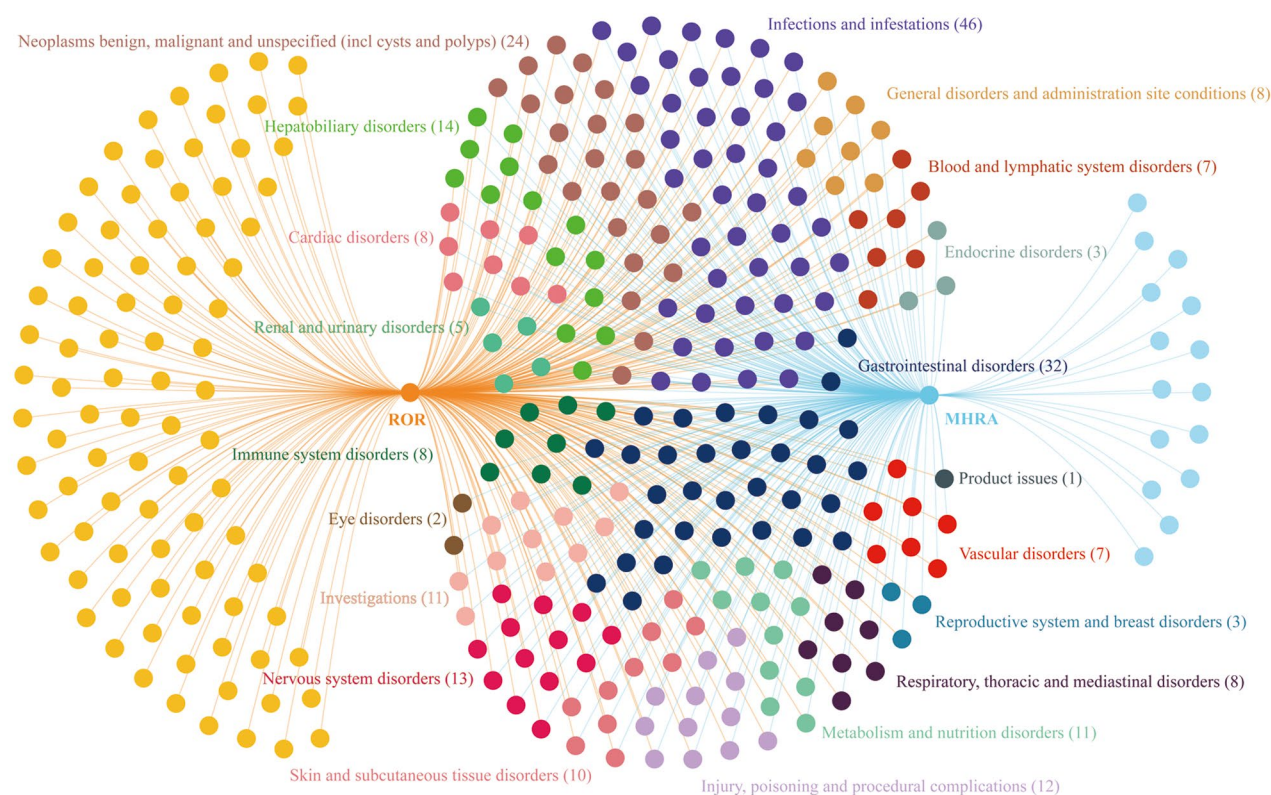 Infections and infestations (46)
Neoplasms benign, malignant and unspecified (incl cysts and polyps) (24)
General disorders and administration site conditions (8)
Hepatobiliary disorders (14)
Blood and lymphatic system disorders (7)
Cardiac disorders (8)
Endocrine disorders (3)
Renal and urinary disorders (5)
Gastrointestinal disorders (32)
ROR
MHRA
Immune system disorders (8)
Product issues (1)
Eye disorders (2)
Vascular disorders (7)
Investigations (11)
Reproductive system and breast disorders (3)
Nervous system disorders (13)
Respiratory, thoracic and mediastinal disorders (8)
Metabolism and nutrition disorders (11)
Skin and subcutaneous tissue disorders (10)
Injury, poisoning and procedural complications (12)